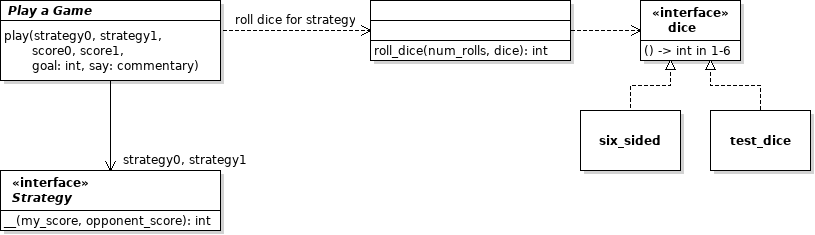 Play a Game
play(strategy0, strategy1,
score0, score1,
goal: int, say: commentary)
roll dice for strategy
roll_dice(num_rolls, dice): int
«interface»
dice
() -> int in 1-6
six_sided
test_dice
strategy0, strategy1
«interface»
Strategy
__(my_score, opponent_score): int